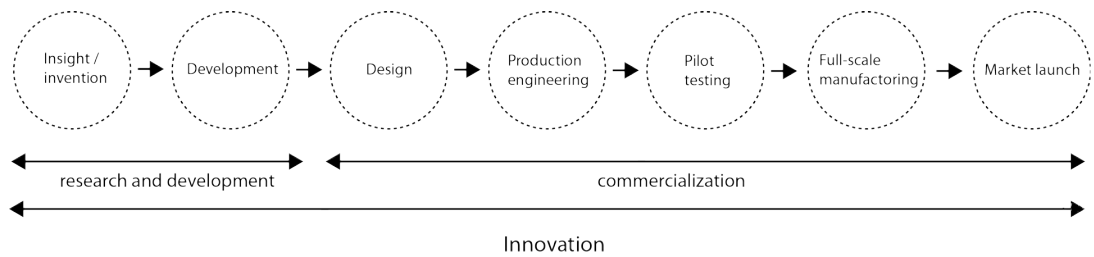 Insight /
invention
Development
Design
Production
engineering
Pilot
testing
Full-scale
manufactoring
Market launch
research and development
commercialization
Innovation